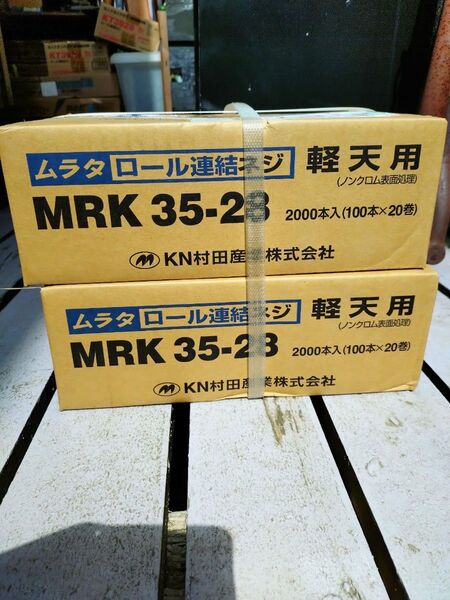 KT3928
ムラタ ロール連結ネジ 軽天用
(ノンクロム表面処理)
MRK 35-28 2000本入(100本×20巻)
KN村田産業株式会社
ムラタ ロール連結ネジ 軽天用
(ノンクロム表面処理)
MRK 35-28 2000本入(100本×20巻)
KN村田産業株式会社